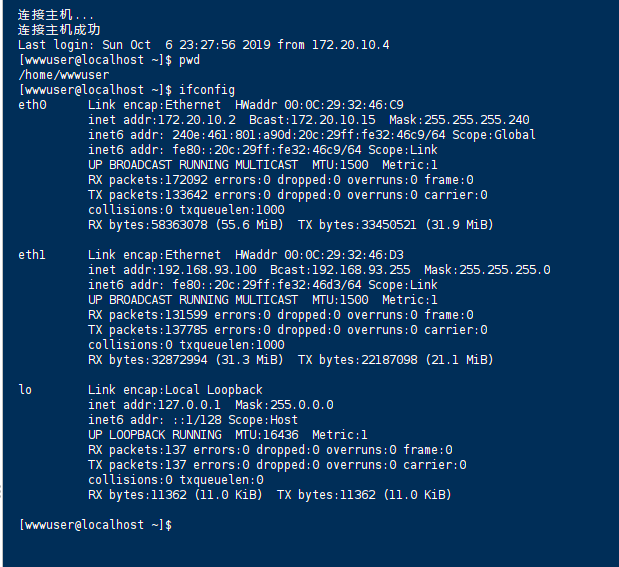 连接主机...
连接主机成功
Last login: Sun Oct  6 23:27:56 2019 from 172.20.10.4
[wwwuser@localhost ~]$ pwd
/home/wwwuser
[wwwuser@localhost ~]$ ifconfig
eth0      Link encap:Ethernet  HWaddr 00:0C:29:32:46:C9
          inet addr:172.20.10.2  Bcast:172.20.10.15  Mask:255.255.255.240
          inet6 addr: 240e:461:801:a90d:20c:29ff:fe32:46c9/64 Scope:Global
          inet6 addr: fe80::20c:29ff:fe32:46c9/64 Scope:Link
          UP BROADCAST RUNNING MULTICAST  MTU:1500  Metric:1
          RX packets:172092 errors:0 dropped:0 overruns:0 frame:0
          TX packets:133642 errors:0 dropped:0 overruns:0 carrier:0
          collisions:0 txqueuelen:1000
          RX bytes:58363078 (55.6 MiB)  TX bytes:33450521 (31.9 MiB)

eth1      Link encap:Ethernet  HWaddr 00:0C:29:32:46:D3
          inet addr:192.168.93.100  Bcast:192.168.93.255  Mask:255.255.255.0
          inet6 addr: fe80::20c:29ff:fe32:46d3/64 Scope:Link
          UP BROADCAST RUNNING MULTICAST  MTU:1500  Metric:1
          RX packets:131599 errors:0 dropped:0 overruns:0 frame:0
          TX packets:137785 errors:0 dropped:0 overruns:0 carrier:0
          collisions:0 txqueuelen:1000
          RX bytes:32872994 (31.3 MiB)  TX bytes:22187098 (21.1 MiB)

lo        Link encap:Local Loopback
          inet addr:127.0.0.1  Mask:255.0.0.0
          inet6 addr: ::1/128 Scope:Host
          UP LOOPBACK RUNNING  MTU:16436  Metric:1
          RX packets:137 errors:0 dropped:0 overruns:0 frame:0
          TX packets:137 errors:0 dropped:0 overruns:0 carrier:0
          collisions:0 txqueuelen:0
          RX bytes:11362 (11.0 KiB)  TX bytes:11362 (11.0 KiB)

[wwwuser@localhost ~]$